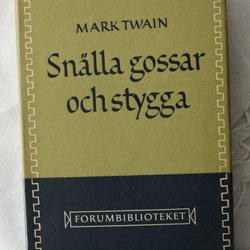 MARK TWAIN
Snälla gossar
och stygga
FORUMBIBLIOTEKET